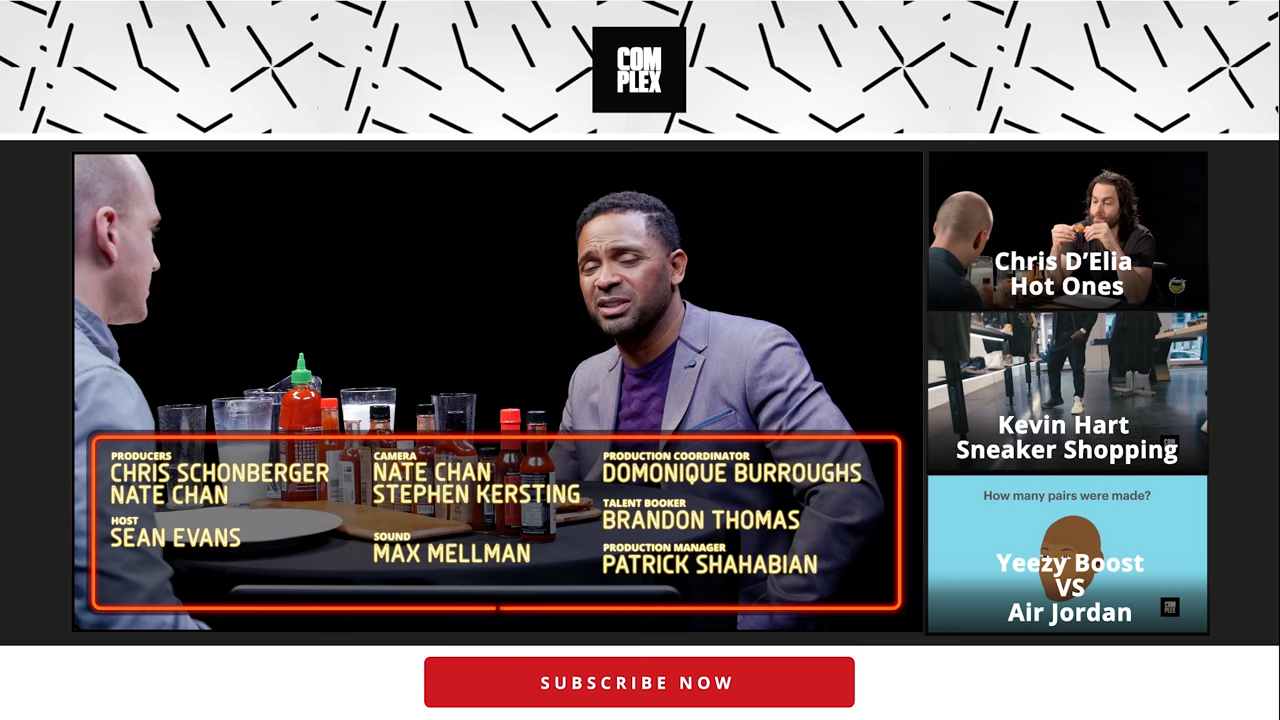 COM
PLEX
PRODUCERS
CHRIS SCHONBERGER
NATE CHAN
HOST
SEAN EVANS
CAMERA
NATE CHAN
STEPHEN KERSTING
SOUND
MAX MELLMAN
PRODUCTION COORDINATOR
DOMONIQUE BURROUGHS
TALENT BOOKER
BRANDON THOMAS
PRODUCTION MANAGER
PATRICK SHAHABIAN
Chris D’Elia
Hot Ones
Kevin Hart
Sneaker Shopping
How many pairs were made?
Yeezy Boost
VS
Air Jordan
COM
PLEX
SUBSCRIBE NOW